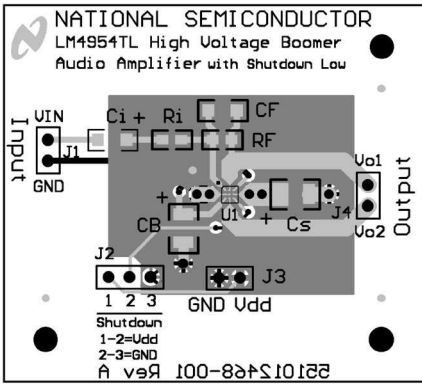 NATIONAL SEMICONDUCTOR
LM4954TL High Voltage Boomer
Audio Amplifier with Shutdown Low
CF
VIN
Ci +
Ri
RF
Input
J1
GND
Vo1
+
U1
J4
Output
CB
+
Cs
Vo2
J2
J3
1 2 3
GND Vdd
Shutdown
1-2=Vdd
2-3=GND
551012468-001 Rev A